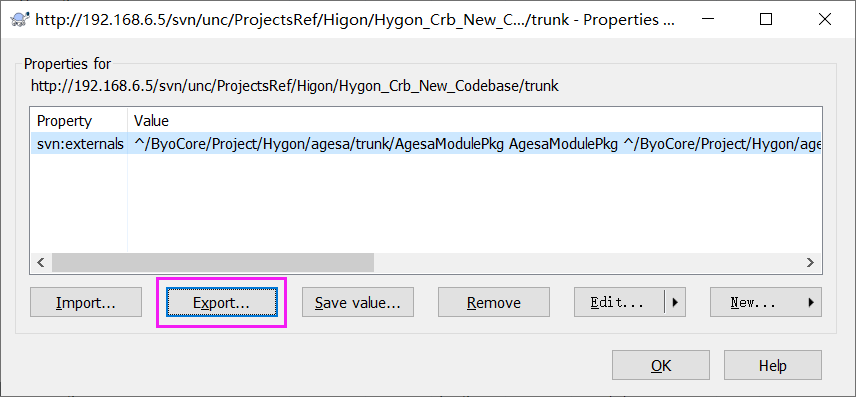 http://192.168.6.5/svn/unc/ProjectsRef/Higon/Hygon_Crb_New_C.../trunk - Properties ...
Properties for
http://192.168.6.5/svn/unc/ProjectsRef/Higon/Hygon_Crb_New_Codebase/trunk
Property Value
svn:externals ^/ByoCore/Project/Hygon/agesa/trunk/AgesaModulePkg AgesaModulePkg ^/ByoCore/Project/Hygon/age
Import... Export... Save value... Remove Edit... New...
OK Help